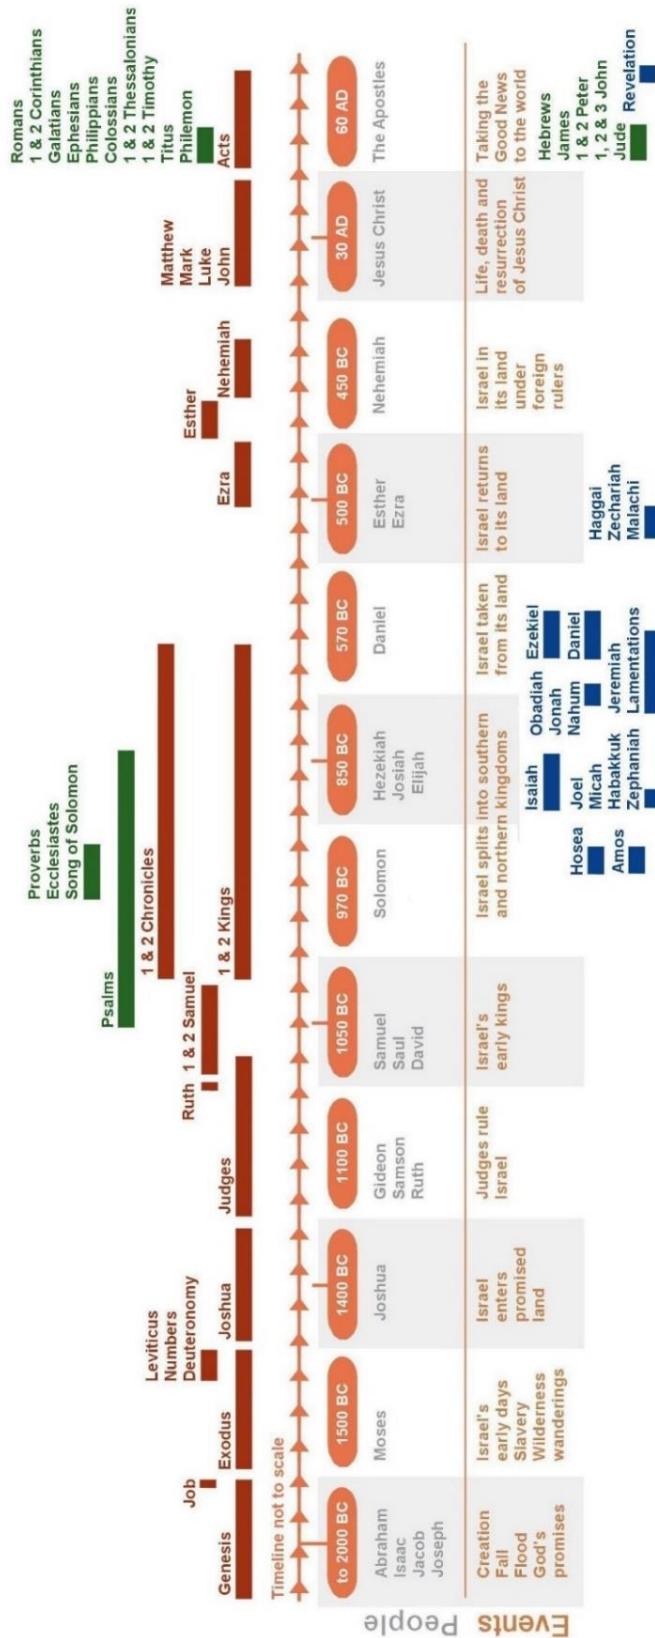 Romans
1 & 2 Corinthians
Galatians
Ephesians
Philippians
Colossians
1 & 2 Thessalonians
1 & 2 Timothy
Titus
Philemon
Proverbs
Ecclesiastes
Song of Solomon
Psalms
Leviticus
Numbers
Deuteronomy
1 & 2 Chronicles
Matthew
Mark
Luke
John
Job
Ruth
1 & 2 Samuel
Esther
Genesis
Exodus
Joshua
Judges
1 & 2 Kings
Ezra
Nehemiah
Acts
Timeline not to scale
to 2000 BC
1500 BC
1400 BC
1100 BC
1050 BC
970 BC
850 BC
570 BC
500 BC
450 BC
30 AD
60 AD
People
Abraham
Isaac
Jacob
Joseph
Moses
Joshua
Gideon
Samson
Ruth
Samuel
Saul
David
Solomon
Hezekiah
Josiah
Elijah
Daniel
Esther
Ezra
Nehemiah
Jesus Christ
The Apostles
Events
Creation
Fall
Flood
God's
promises
Israel's
early days
Slavery
Wilderness
wanderings
Israel
enters
promised
land
Judges rule
Israel
Israel's
early kings
Israel splits into southern
and northern kingdoms
Israel taken
from its land
Israel returns
to its land
Israel in
its land
under
foreign
rulers
Life, death and
resurrection
of Jesus Christ
Taking the
Good News
to the world
Hosea
Amos
Isaiah
Joel
Micah
Habakkuk
Zephaniah
Obadiah
Jonah
Nahum
Jeremiah
Lamentations
Ezekiel
Daniel
Haggai
Zechariah
Malachi
Hebrews
James
1 & 2 Peter
1, 2 & 3 John
Jude
Revelation